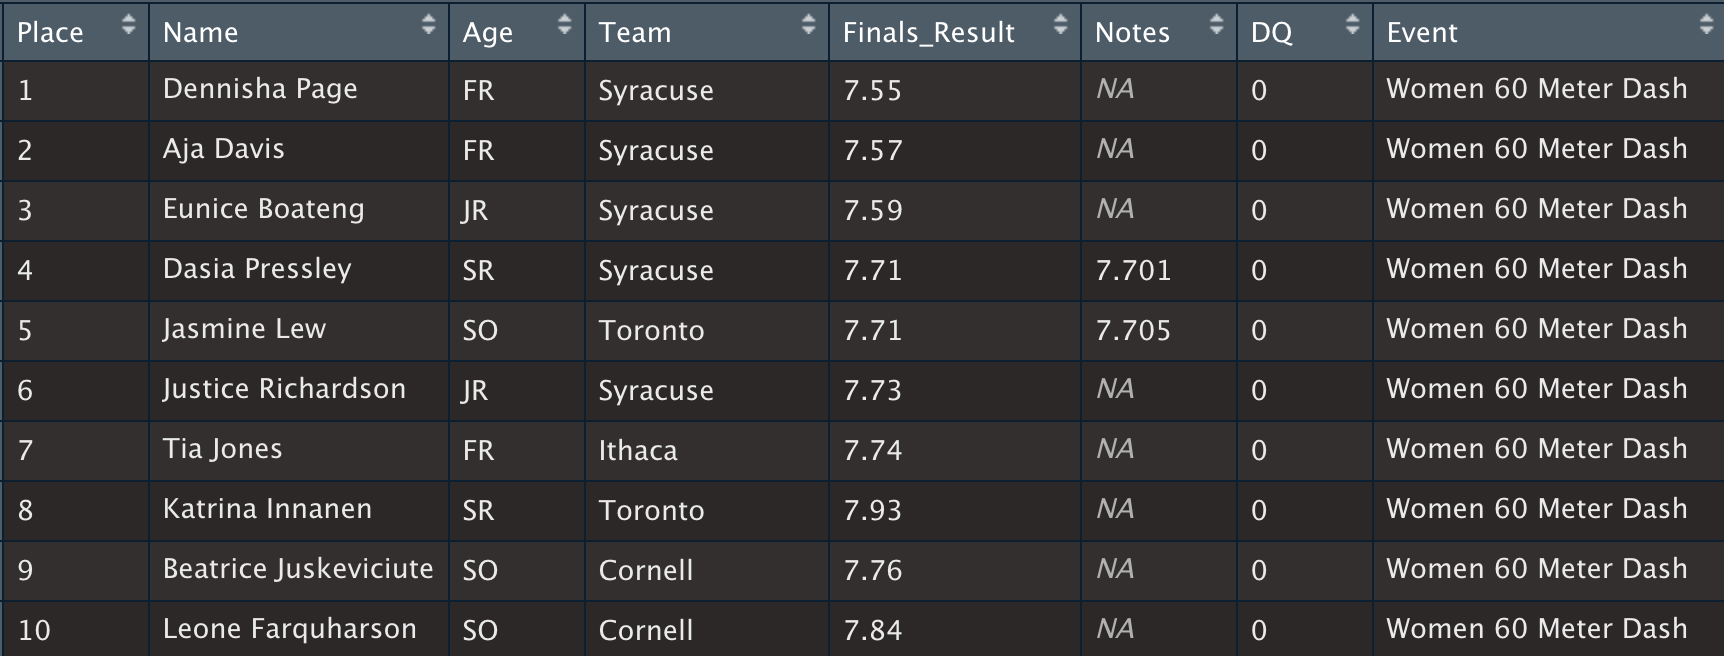 Place Name Age Team Finals_Result Notes DQ Event
1 Dennisha Page FR Syracuse 7.55 NA 0 Women 60 Meter Dash
2 Aja Davis FR Syracuse 7.57 NA 0 Women 60 Meter Dash
3 Eunice Boateng JR Syracuse 7.59 NA 0 Women 60 Meter Dash
4 Dasia Pressley SR Syracuse 7.71 7.701 0 Women 60 Meter Dash
5 Jasmine Lew SO Toronto 7.71 7.705 0 Women 60 Meter Dash
6 Justice Richardson JR Syracuse 7.73 NA 0 Women 60 Meter Dash
7 Tia Jones FR Ithaca 7.74 NA 0 Women 60 Meter Dash
8 Katrina Innanen SR Toronto 7.93 NA 0 Women 60 Meter Dash
9 Beatrice Juskeviciute SO Cornell 7.76 NA 0 Women 60 Meter Dash
10 Leone Farquharson SO Cornell 7.84 NA 0 Women 60 Meter Dash